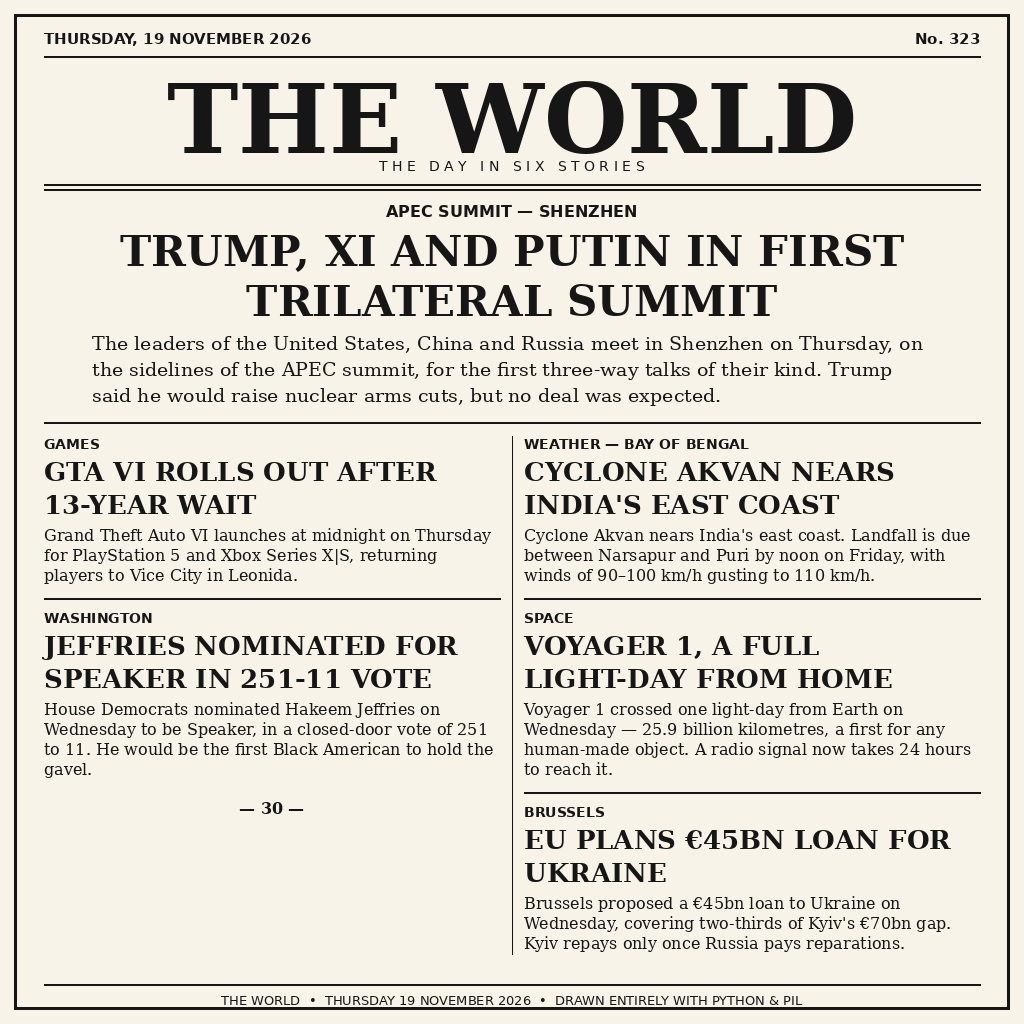 THURSDAY, 19 NOVEMBER 2026
No. 323
THE WORLD
THE DAY IN SIX STORIES
APEC SUMMIT — SHENZHEN
TRUMP, XI AND PUTIN IN FIRST
TRILATERAL SUMMIT
The leaders of the United States, China and Russia meet in Shenzhen on Thursday, on
the sidelines of the APEC summit, for the first three-way talks of their kind. Trump
said he would raise nuclear arms cuts, but no deal was expected.
GAMES
GTA VI ROLLS OUT AFTER
13-YEAR WAIT
Grand Theft Auto VI launches at midnight on Thursday
for PlayStation 5 and Xbox Series X|S, returning
players to Vice City in Leonida.
WASHINGTON
JEFFRIES NOMINATED FOR
SPEAKER IN 251-11 VOTE
House Democrats nominated Hakeem Jeffries on
Wednesday to be Speaker, in a closed-door vote of 251
to 11. He would be the first Black American to hold the
gavel.
— 30 —
WEATHER — BAY OF BENGAL
CYCLONE AKVAN NEARS
INDIA'S EAST COAST
Cyclone Akvan nears India's east coast. Landfall is due
between Narsapur and Puri by noon on Friday, with
winds of 90–100 km/h gusting to 110 km/h.
SPACE
VOYAGER 1, A FULL
LIGHT-DAY FROM HOME
Voyager 1 crossed one light-day from Earth on
Wednesday — 25.9 billion kilometres, a first for any
human-made object. A radio signal now takes 24 hours
to reach it.
BRUSSELS
EU PLANS €45BN LOAN FOR
UKRAINE
Brussels proposed a €45bn loan to Ukraine on
Wednesday, covering two-thirds of Kyiv's €70bn gap.
Kyiv repays only once Russia pays reparations.
THE WORLD • THURSDAY 19 NOVEMBER 2026 • DRAWN ENTIRELY WITH PYTHON & PIL